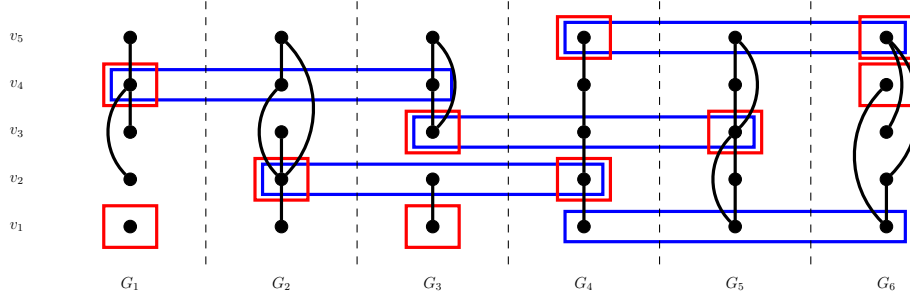 v₅
v₄
v₃
v₂
v₁
G₁ G₂ G₃ G₄ G₅ G₆